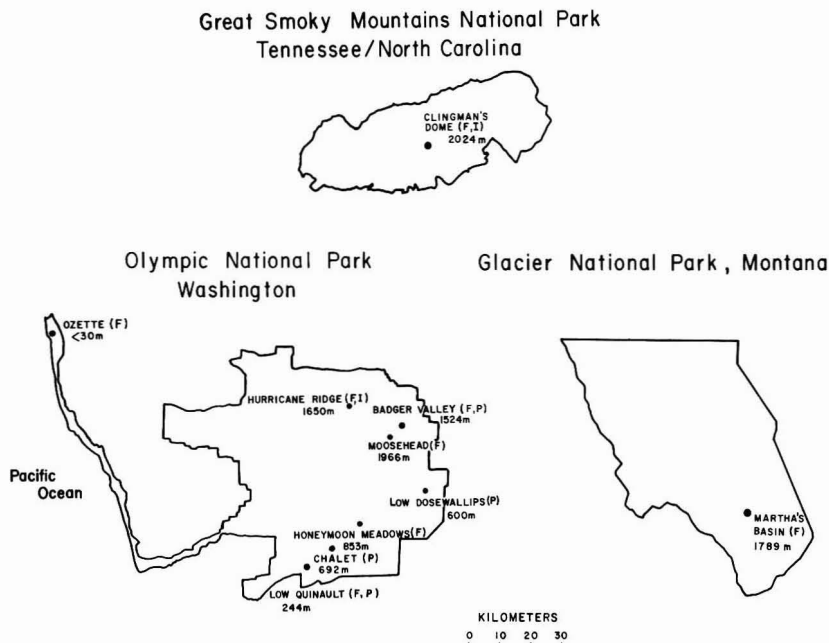 Great Smoky Mountains National Park
Tennessee/North Carolina
CLINGMAN'S
DOME (F,I)
2024 m
Olympic National Park
Washington
Glacier National Park, Montana
OZETTE (F)
<30m
HURRICANE RIDGE (F,I)
1650m
BADGER VALLEY (F,P)
1524m
MOOSEHEAD (F)
1966m
Pacific
Ocean
LOW DOSEWALLIPS (P)
600m
HONEYMOON MEADOWS (F)
853m
CHALET (P)
692m
LOW QUINAULT (F, P)
244m
MARTHA'S
BASIN (F)
1789 m
KILOMETERS
0 10 20 30